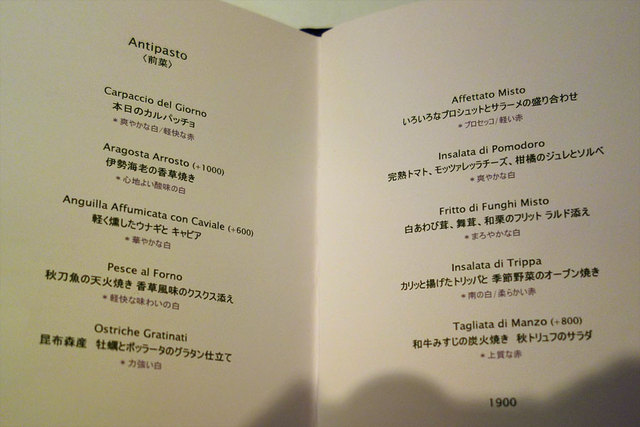 Antipasto
〈前菜〉
Carpaccio del Giorno
本日のカルパッチョ
* 爽やかな白/軽快な赤
Aragosta Arrosto (+1000)
伊勢海老の香草焼き
* 心地よい酸味の白
Anguilla Affumicata con Caviale (+600)
軽く燻したウナギと キャビア
* 華やかな白
Pesce al Forno
秋刀魚の天火焼き 香草風味のクスクス添え
* 軽快な味わいの白
Ostriche Gratinati
昆布森産 牡蠣とポッラータのグラタン仕立て
* 力強い白
Affettato Misto
いろいろなプロシュットとサラーメの盛り合わせ
* プロセッコ/軽い赤
Insalata di Pomodoro
完熟トマト、モッツァレッラチーズ、柑橘のジュレとソルベ
* 爽やかな白
Fritto di Funghi Misto
白あわび茸、舞茸、和栗のフリット ラルド添え
* まろやかな白
Insalata di Trippa
カリッと揚げたトリッパと 季節野菜のオーブン焼き
* 南の白/柔らかい赤
Tagliata di Manzo (+800)
和牛みすじの炭火焼き 秋トリュフのサラダ
* 上質な赤
1900